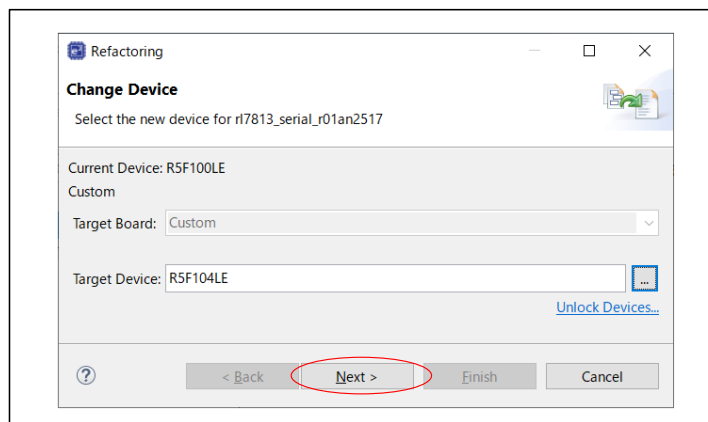 Refactoring
Change Device
Select the new device for rl7813_serial_r01an2517
Current Device: R5F100LE
Custom
Target Board: Custom
Target Device: R5F104LE ...
Unlock Devices...
? < Back Next > Finish Cancel